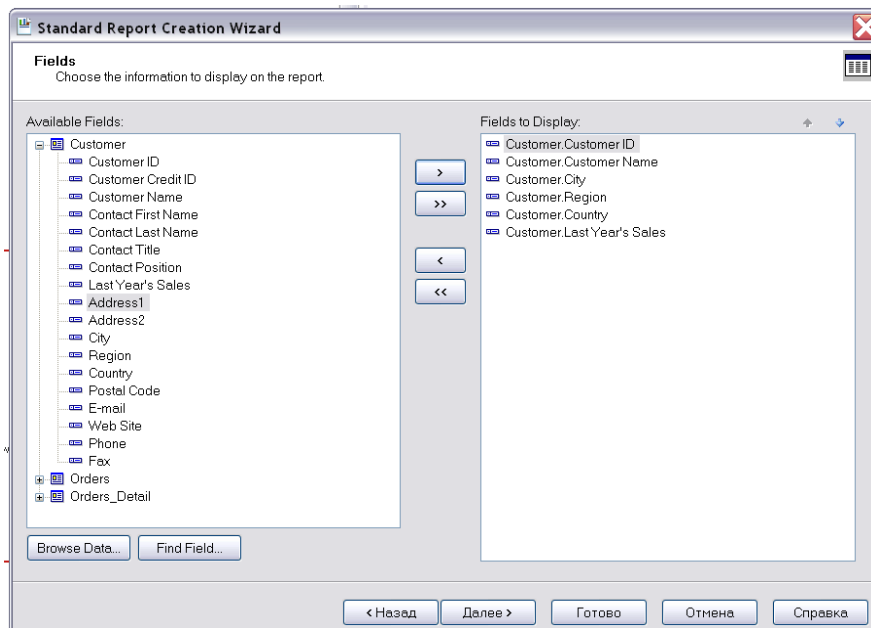 Standard Report Creation Wizard
Fields
Choose the information to display on the report.
Available Fields:
Customer
Customer ID
Customer Credit ID
Customer Name
Contact First Name
Contact Last Name
Contact Title
Contact Position
Last Year's Sales
Address1
Address2
City
Region
Country
Postal Code
E-mail
Web Site
Phone
Fax
Orders
Orders_Detail
Browse Data...
Find Field...
>
>>
<
<<
Fields to Display:
Customer.Customer ID
Customer.Customer Name
Customer.City
Customer.Region
Customer.Country
Customer.Last Year's Sales
< Назад
Далее >
Готово
Отмена
Справка